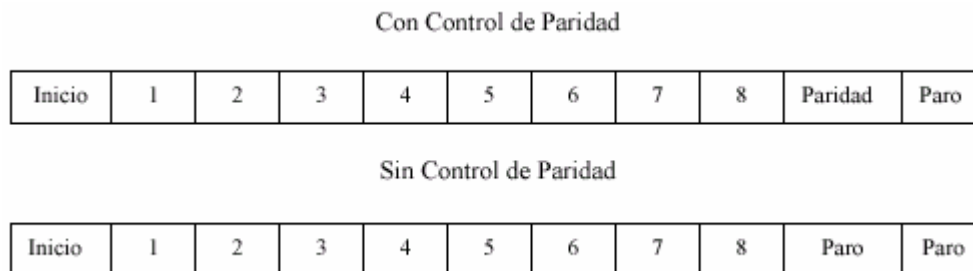 Con Control de Paridad
Inicio 1 2 3 4 5 6 7 8 Paridad Paro
Sin Control de Paridad
Inicio 1 2 3 4 5 6 7 8 Paro Paro